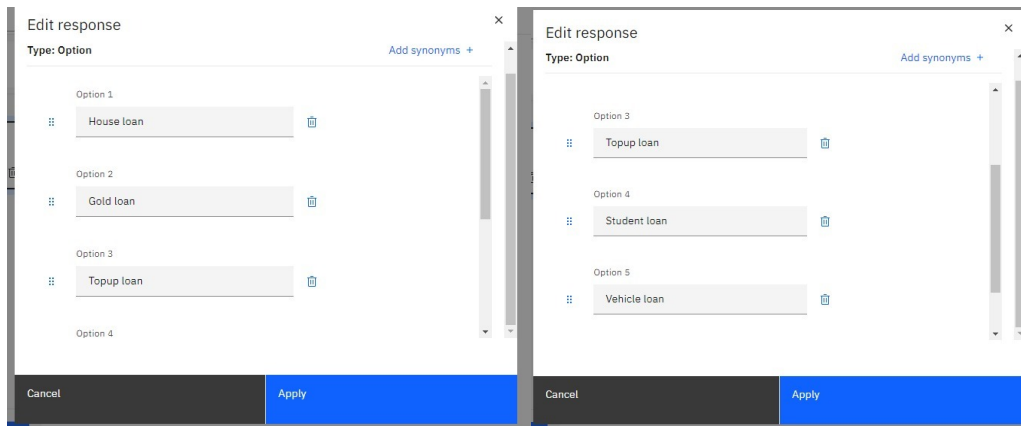 Edit response
Type: Option
Add synonyms +
Option 1
House loan
Option 2
Gold loan
Option 3
Topup loan
Option 4
Cancel
Apply
Edit response
Type: Option
Add synonyms +
Option 3
Topup loan
Option 4
Student loan
Option 5
Vehicle loan
Cancel
Apply